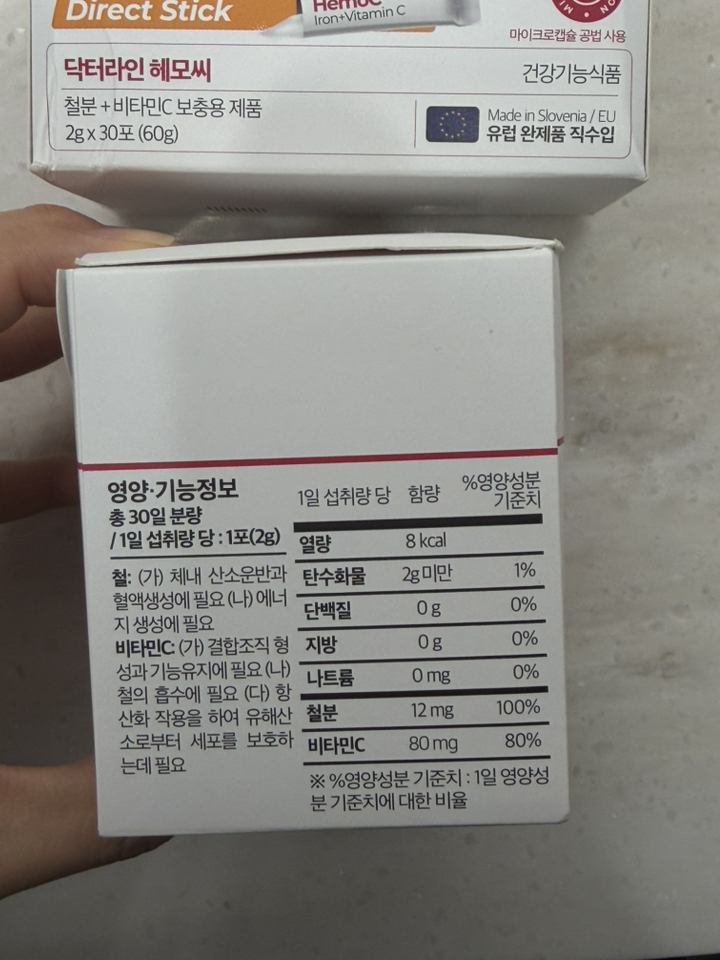 Direct Stick
HemoC
Iron+Vitamin C
마이크로캡슐 공법 사용
닥터라인 헤모씨
건강기능식품
철분 + 비타민C 보충용 제품
2g x 30포 (60g)
Made in Slovenia / EU
유럽 완제품 직수입
영양·기능정보
총 30일 분량
/ 1일 섭취량 당 : 1포(2g)
철: (가) 체내 산소운반과
혈액생성에 필요 (나) 에너
지 생성에 필요
비타민C: (가) 결합조직 형
성과 기능유지에 필요 (나)
철의 흡수에 필요 (다) 항
산화 작용을 하여 유해산
소로부터 세포를 보호하
는데 필요
1일 섭취량 당 함량 %영양성분
기준치
열량 8 kcal
탄수화물 2g 미만 1%
단백질 0 g 0%
지방 0 g 0%
나트륨 0 mg 0%
철분 12 mg 100%
비타민C 80 mg 80%
※ %영양성분 기준치 : 1일 영양성
분 기준치에 대한 비율